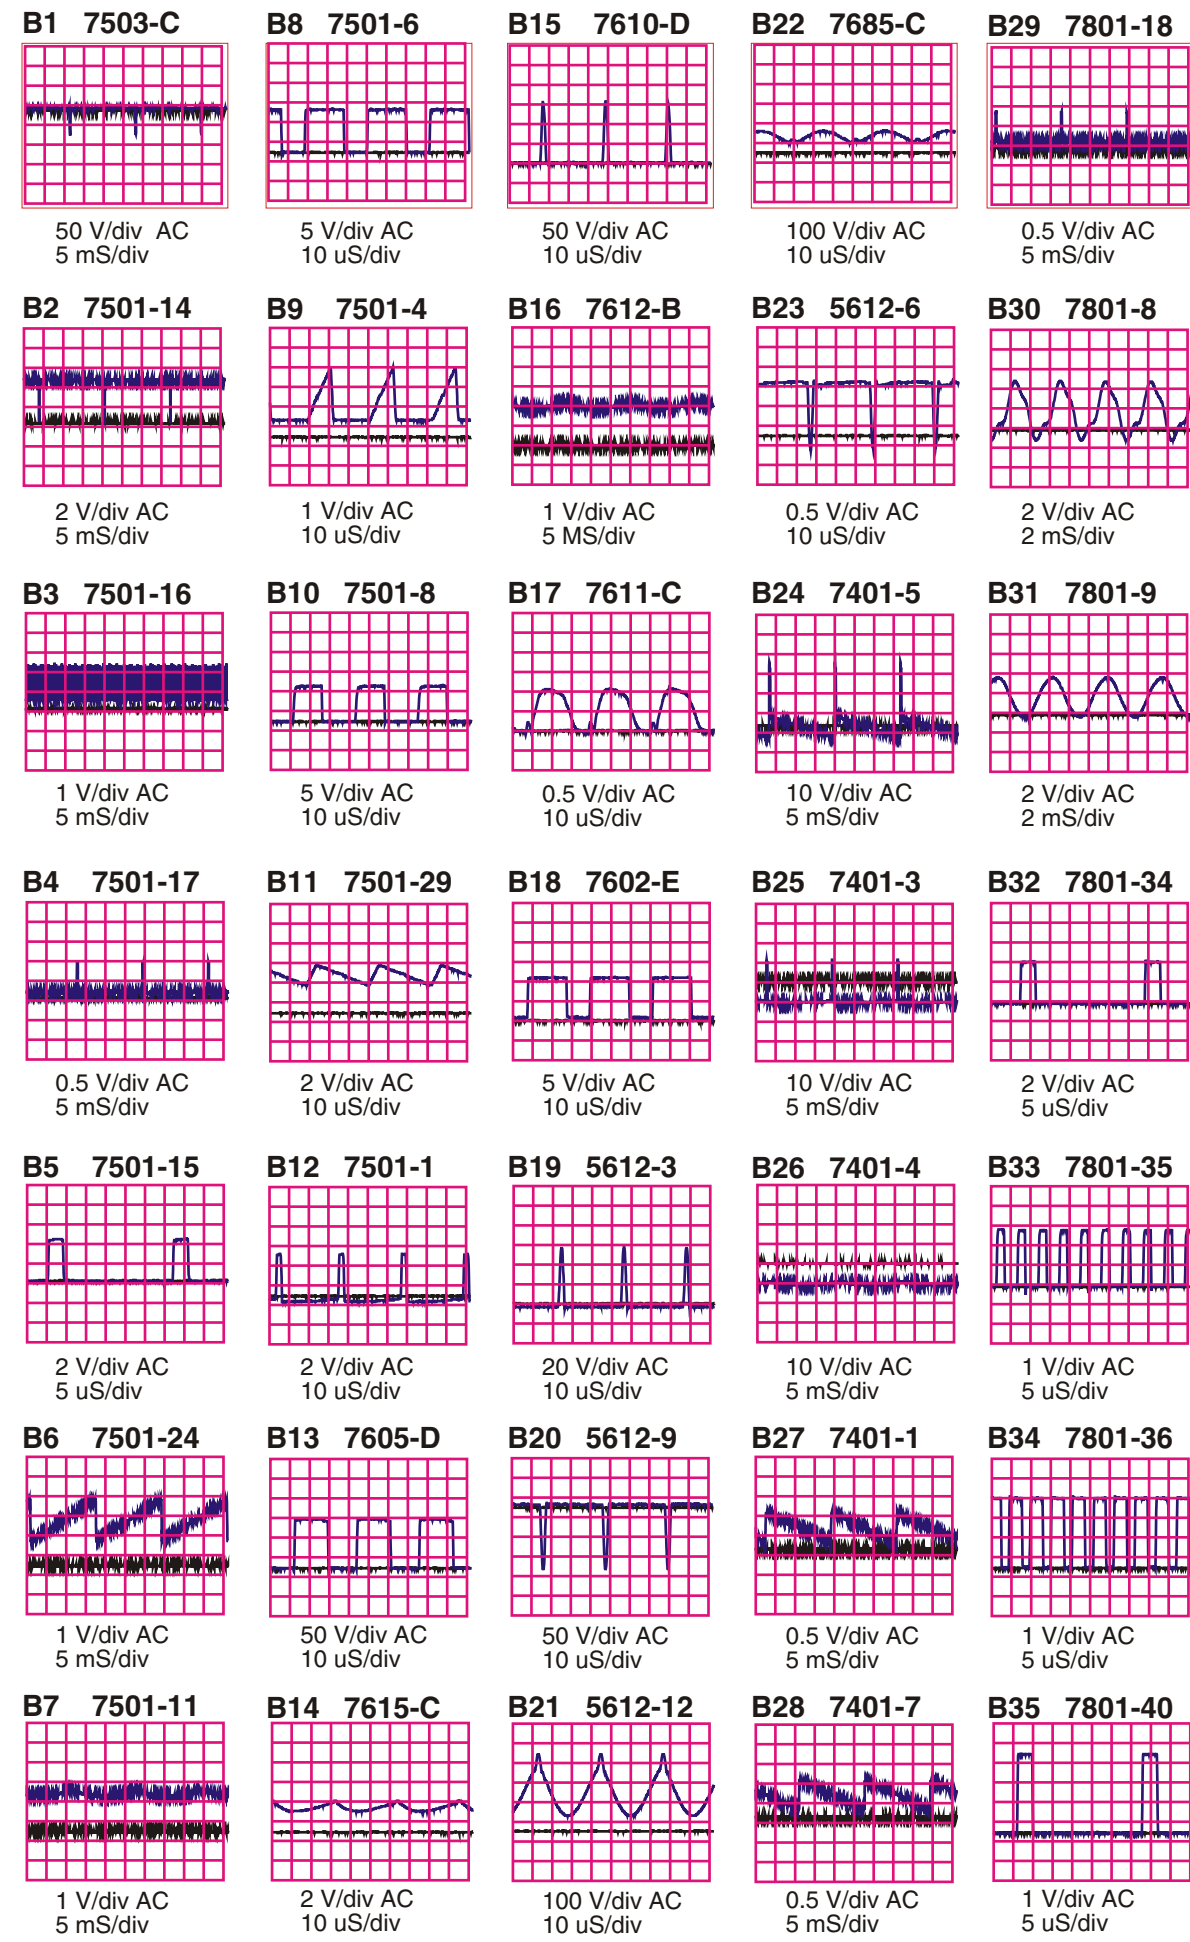 B1 7503-C
50 V/div AC
5 mS/div
B8 7501-6
5 V/div AC
10 uS/div
B15 7610-D
50 V/div AC
10 uS/div
B22 7685-C
100 V/div AC
10 uS/div
B29 7801-18
0.5 V/div AC
5 mS/div
B2 7501-14
2 V/div AC
5 mS/div
B9 7501-4
1 V/div AC
10 uS/div
B16 7612-B
1 V/div AC
5 MS/div
B23 5612-6
0.5 V/div AC
10 uS/div
B30 7801-8
2 V/div AC
2 mS/div
B3 7501-16
1 V/div AC
5 mS/div
B10 7501-8
5 V/div AC
10 uS/div
B17 7611-C
0.5 V/div AC
10 uS/div
B24 7401-5
10 V/div AC
5 mS/div
B31 7801-9
2 V/div AC
2 mS/div
B4 7501-17
0.5 V/div AC
5 mS/div
B11 7501-29
2 V/div AC
10 uS/div
B18 7602-E
5 V/div AC
10 uS/div
B25 7401-3
10 V/div AC
5 mS/div
B32 7801-34
2 V/div AC
5 uS/div
B5 7501-15
2 V/div AC
5 uS/div
B12 7501-1
2 V/div AC
10 uS/div
B19 5612-3
20 V/div AC
10 uS/div
B26 7401-4
10 V/div AC
5 mS/div
B33 7801-35
1 V/div AC
5 uS/div
B6 7501-24
1 V/div AC
5 mS/div
B13 7605-D
50 V/div AC
10 uS/div
B20 5612-9
50 V/div AC
10 uS/div
B27 7401-1
0.5 V/div AC
5 mS/div
B34 7801-36
1 V/div AC
5 uS/div
B7 7501-11
1 V/div AC
5 mS/div
B14 7615-C
2 V/div AC
10 uS/div
B21 5612-12
100 V/div AC
10 uS/div
B28 7401-7
0.5 V/div AC
5 mS/div
B35 7801-40
1 V/div AC
5 uS/div